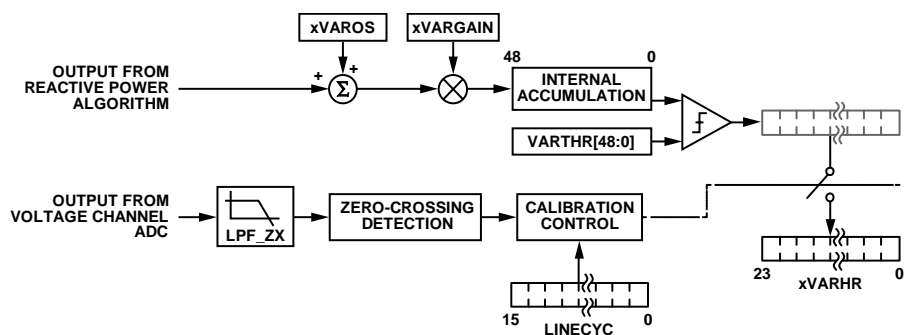 xVAROS
xVARGAIN
OUTPUT FROM
REACTIVE POWER
ALGORITHM
+
+
Σ
48
0
INTERNAL
ACCUMULATION
VARTHR[48:0]
OUTPUT FROM
VOLTAGE CHANNEL
ADC
LPF_ZX
ZERO-CROSSING
DETECTION
CALIBRATION
CONTROL
15
0
LINECYC
23
0
xVARHR